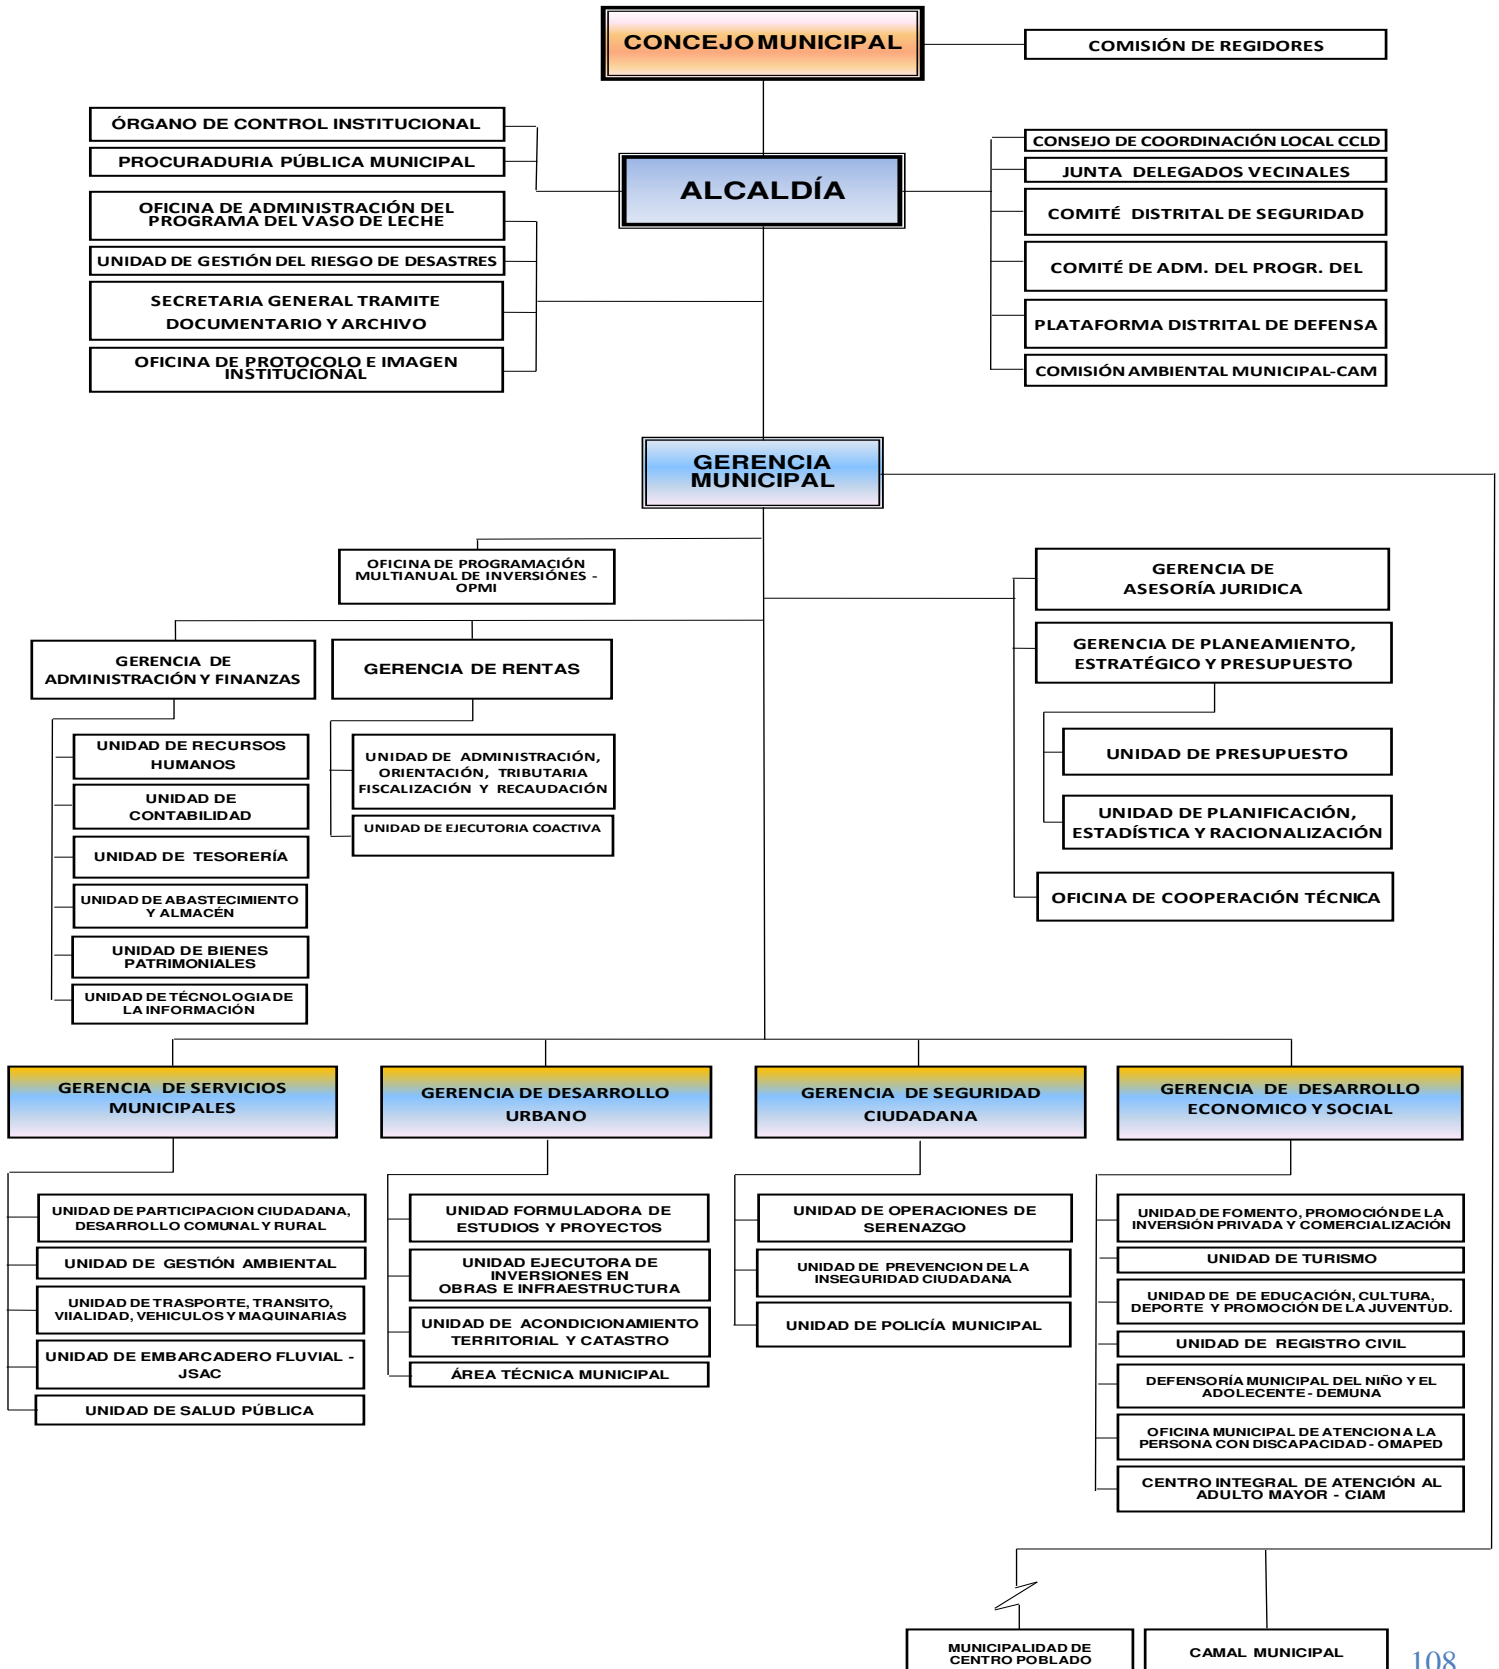 CONCEJO MUNICIPAL
COMISIÓN DE REGIDORES
ÓRGANO DE CONTROL INSTITUCIONAL
PROCURADURIA PÚBLICA MUNICIPAL
OFICINA DE ADMINISTRACIÓN DEL
PROGRAMA DEL VASO DE LECHE
UNIDAD DE GESTIÓN DEL RIESGO DE DESASTRES
SECRETARIA GENERAL TRAMITE
DOCUMENTARIO Y ARCHIVO
OFICINA DE PROTOCOLO E IMAGEN
INSTITUCIONAL
ALCALDÍA
CONSEJO DE COORDINACIÓN LOCAL CCLD
JUNTA DELEGADOS VECINALES
COMITÉ DISTRITAL DE SEGURIDAD
COMITÉ DE ADM. DEL PROGR. DEL
PLATAFORMA DISTRITAL DE DEFENSA
COMISIÓN AMBIENTAL MUNICIPAL-CAM
GERENCIA
MUNICIPAL
OFICINA DE PROGRAMACIÓN
MULTIANUAL DE INVERSIÓNES -
OPMI
GERENCIA DE
ASESORÍA JURIDICA
GERENCIA DE PLANEAMIENTO,
ESTRATÉGICO Y PRESUPUESTO
UNIDAD DE PRESUPUESTO
UNIDAD DE PLANIFICACIÓN,
ESTADÍSTICA Y RACIONALIZACIÓN
OFICINA DE COOPERACIÓN TÉCNICA
GERENCIA DE
ADMINISTRACIÓN Y FINANZAS
UNIDAD DE RECURSOS
HUMANOS
UNIDAD DE
CONTABILIDAD
UNIDAD DE TESORERÍA
UNIDAD DE ABASTECIMIENTO
Y ALMACÉN
UNIDAD DE BIENES
PATRIMONIALES
UNIDAD DE TÉCNOLOGIA DE
LA INFORMACIÓN
GERENCIA DE RENTAS
UNIDAD DE ADMINISTRACIÓN,
ORIENTACIÓN, TRIBUTARIA
FISCALIZACIÓN Y RECAUDACIÓN
UNIDAD DE EJECUTORIA COACTIVA
GERENCIA DE SERVICIOS
MUNICIPALES
UNIDAD DE PARTICIPACION CIUDADANA,
DESARROLLO COMUNAL Y RURAL
UNIDAD DE GESTIÓN AMBIENTAL
UNIDAD DE TRASPORTE, TRANSITO,
VIIALIDAD, VEHICULOS Y MAQUINARIAS
UNIDAD DE EMBARCADERO FLUVIAL -
JSAC
UNIDAD DE SALUD PÚBLICA
GERENCIA DE DESARROLLO
URBANO
UNIDAD FORMULADORA DE
ESTUDIOS Y PROYECTOS
UNIDAD EJECUTORA DE
INVERSIONES EN
OBRAS E INFRAESTRUCTURA
UNIDAD DE ACONDICIONAMIENTO
TERRITORIAL Y CATASTRO
ÁREA TÉCNICA MUNICIPAL
GERENCIA DE SEGURIDAD
CIUDADANA
UNIDAD DE OPERACIONES DE
SERENAZGO
UNIDAD DE PREVENCION DE LA
INSEGURIDAD CIUDADANA
UNIDAD DE POLICÍA MUNICIPAL
GERENCIA DE DESARROLLO
ECONOMICO Y SOCIAL
UNIDAD DE FOMENTO, PROMOCIÓN DE LA
INVERSIÓN PRIVADA Y COMERCIALIZACIÓN
UNIDAD DE TURISMO
UNIDAD DE DE EDUCACIÓN, CULTURA,
DEPORTE Y PROMOCIÓN DE LA JUVENTUD.
UNIDAD DE REGISTRO CIVIL
DEFENSORÍA MUNICIPAL DEL NIÑO Y EL
ADOLECENTE - DEMUNA
OFICINA MUNICIPAL DE ATENCION A LA
PERSONA CON DISCAPACIDAD - OMAPED
CENTRO INTEGRAL DE ATENCIÓN AL
ADULTO MAYOR - CIAM
MUNICIPALIDAD DE
CENTRO POBLADO
CAMAL MUNICIPAL
108